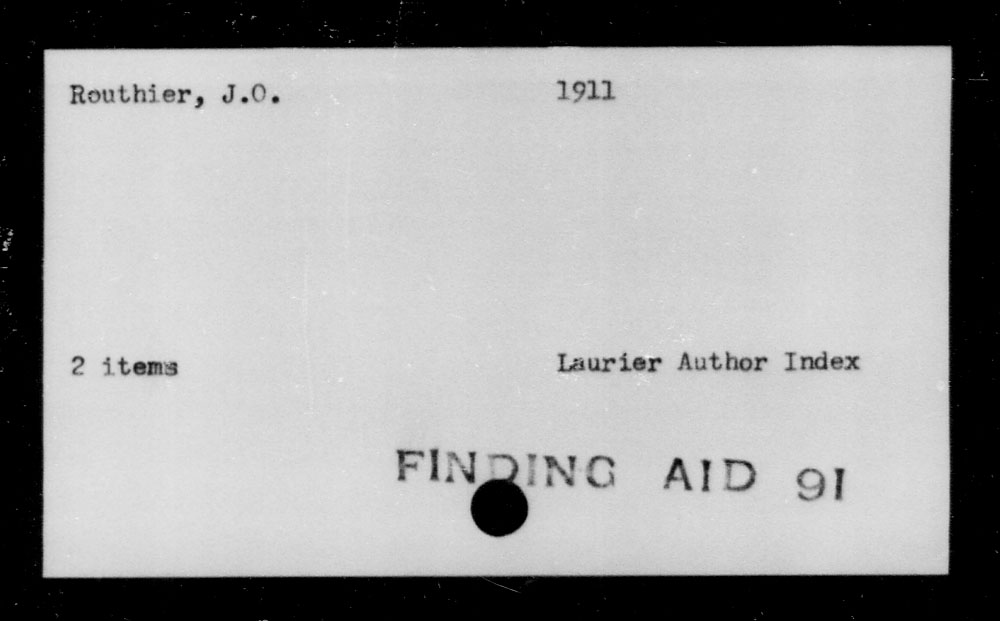 Routhier, J.O. 1911
2 items Laurier Author Index
FINDING AID 91